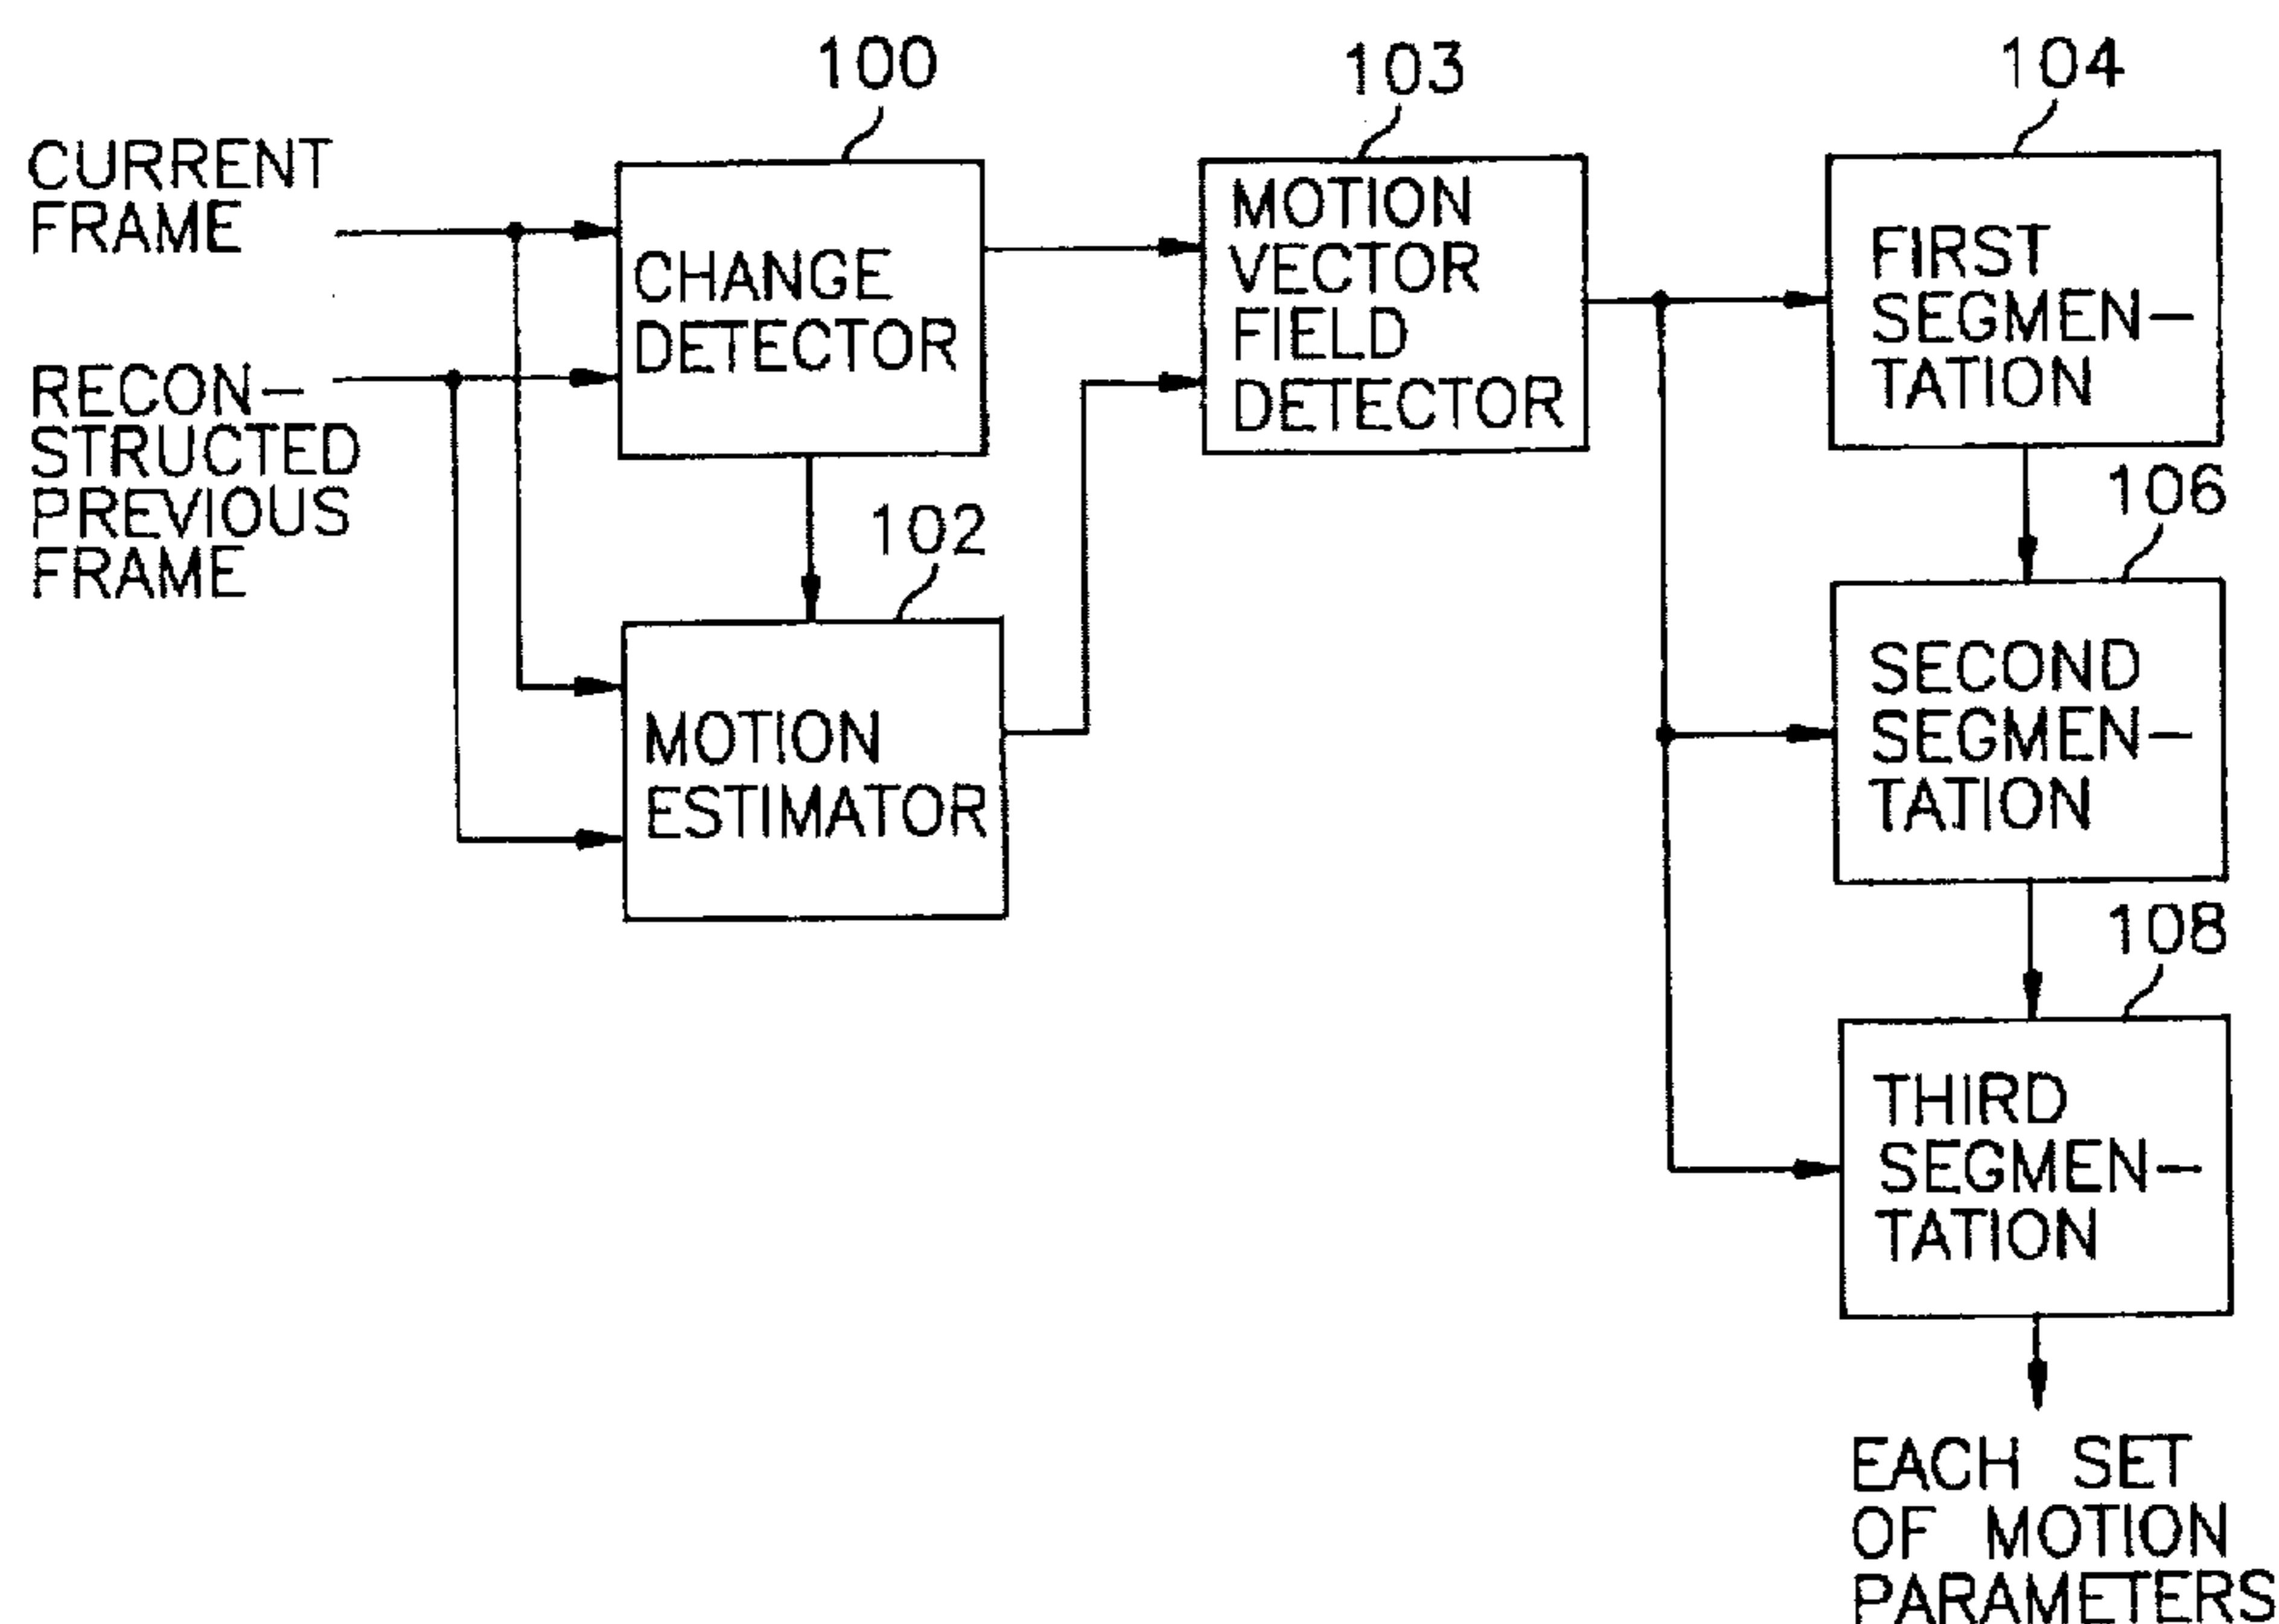 100
103
104
CURRENT
FRAME
CHANGE
DETECTOR
MOTION
VECTOR
FIELD
DETECTOR
FIRST
SEGMEN-
TATION
RECON-
STRUCTED
PREVIOUS
FRAME
102
106
MOTION
ESTIMATOR
SECOND
SEGMEN-
TATION
108
THIRD
SEGMEN-
TATION
EACH SET
OF MOTION
PARAMETERS